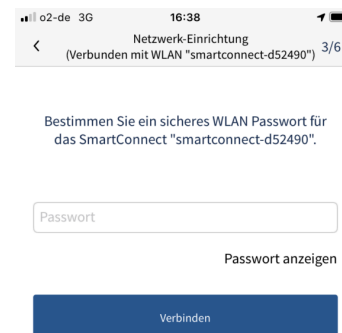 o2-de 3G 16:38
Netzwerk-Einrichtung
(Verbunden mit WLAN "smartconnect-d52490")
3/6
Bestimmen Sie ein sicheres WLAN Passwort für
das SmartConnect "smartconnect-d52490".
Passwort
Passwort anzeigen
Verbinden